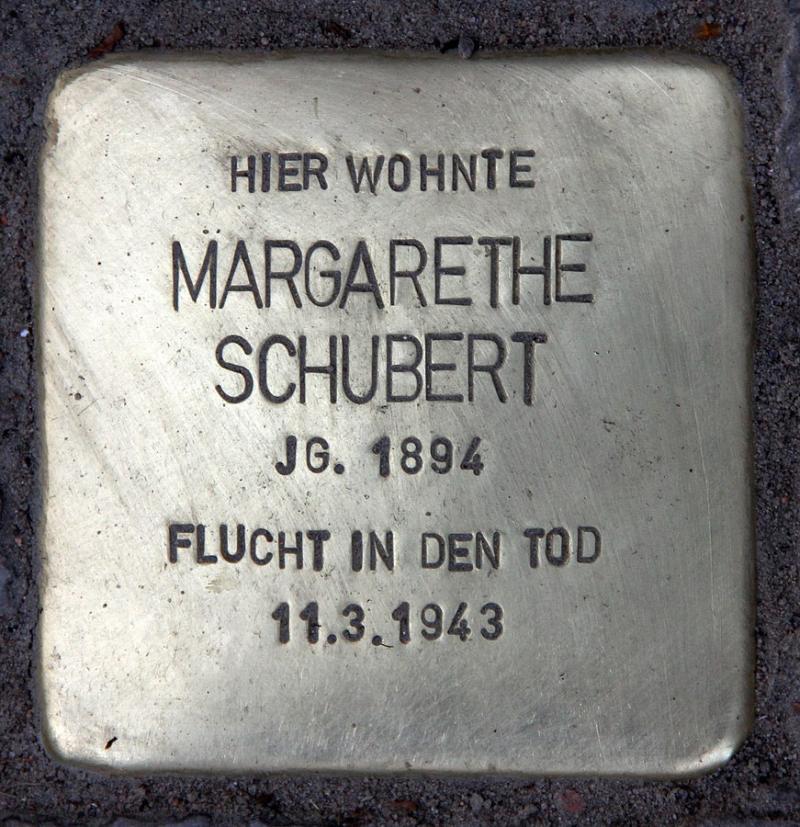 HIER WOHNTE
MARGARETHE
SCHUBERT
JG. 1894
FLUCHT IN DEN TOD
11.3.1943